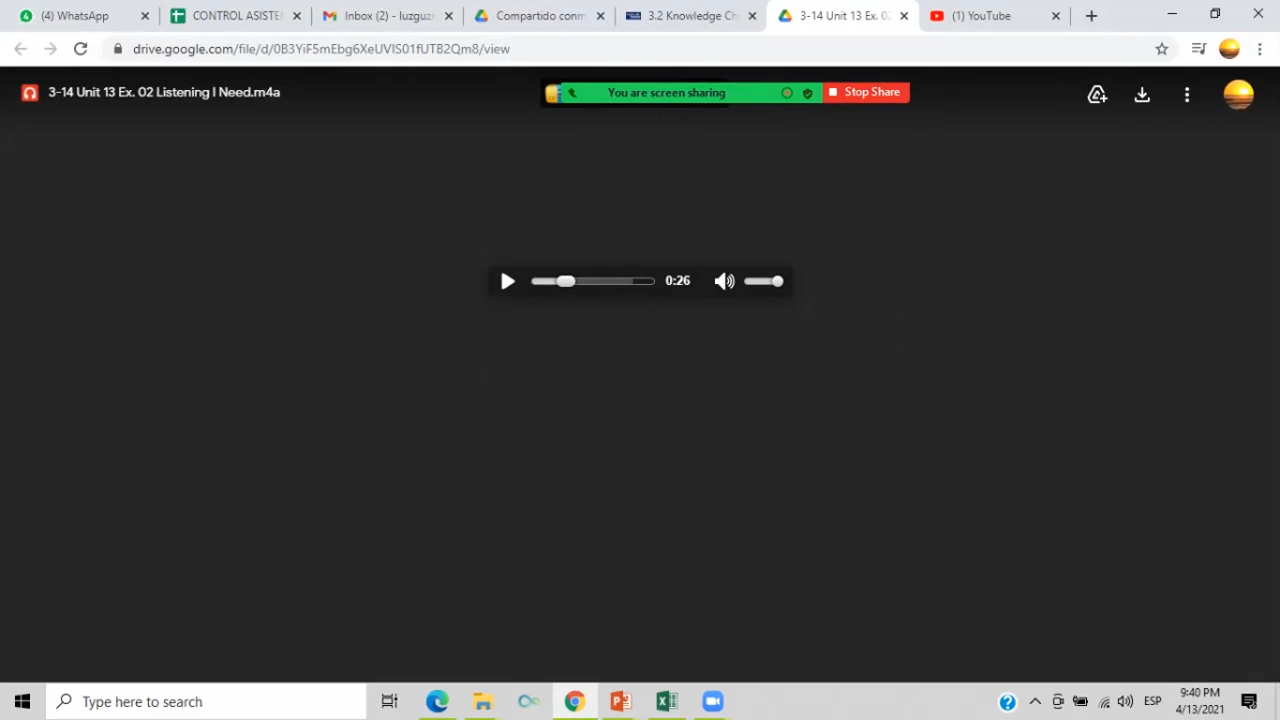 (4) WhatsApp
CONTROL ASISTE
Inbox (2) - luzguz
Compartido conm
3.2 Knowledge Ch
3-14 Unit 13 Ex. 02
(1) YouTube
drive.google.com/file/d/0B3YiF5mEbg6XeUVIS01fUTB2Qm8/view
3-14 Unit 13 Ex. 02 Listening I Need.m4a
You are screen sharing
Stop Share
0:26
Type here to search
ESP
9:40 PM
4/13/2021